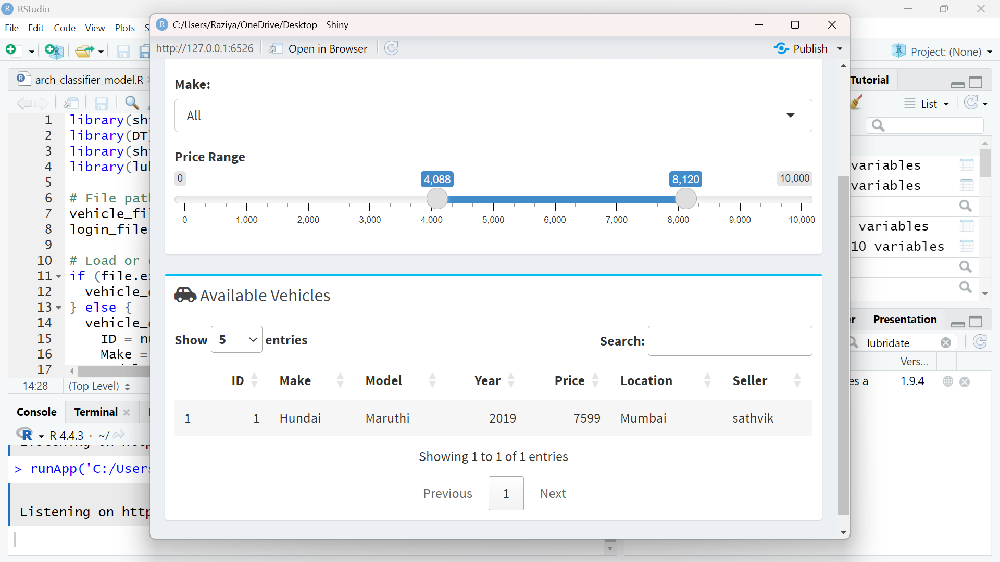 RStudio
File Edit Code View Plots
Project: (None)
arch_classifier_model.R
1 library(sh
2 library(DT
3 library(sh
4 library(lu
5
6 # File pat
7 vehicle_fi
8 login_file
9
10 # Load or
11 if (file.e
12 vehicle_
13 } else {
14 vehicle_
15 ID = n
16 Make =
17
14:28 (Top Level)
Console Terminal
R 4.4.3 · ~/
> runApp('C:/User
Listening on http
C:/Users/Raziya/OneDrive/Desktop - Shiny
http://127.0.0.1:6526 Open in Browser Publish
Make:
All
Price Range
0 4,088 8,120 10,000
0 1,000 2,000 3,000 4,000 5,000 6,000 7,000 8,000 9,000 10,000
Available Vehicles
Show 5 entries Search:
ID Make Model Year Price Location Seller
1 1 Hundai Maruthi 2019 7599 Mumbai sathvik
Showing 1 to 1 of 1 entries
Previous 1 Next
Tutorial
List
variables
variables
variables
10 variables
Presentation
lubridate
Vers...
es a 1.9.4